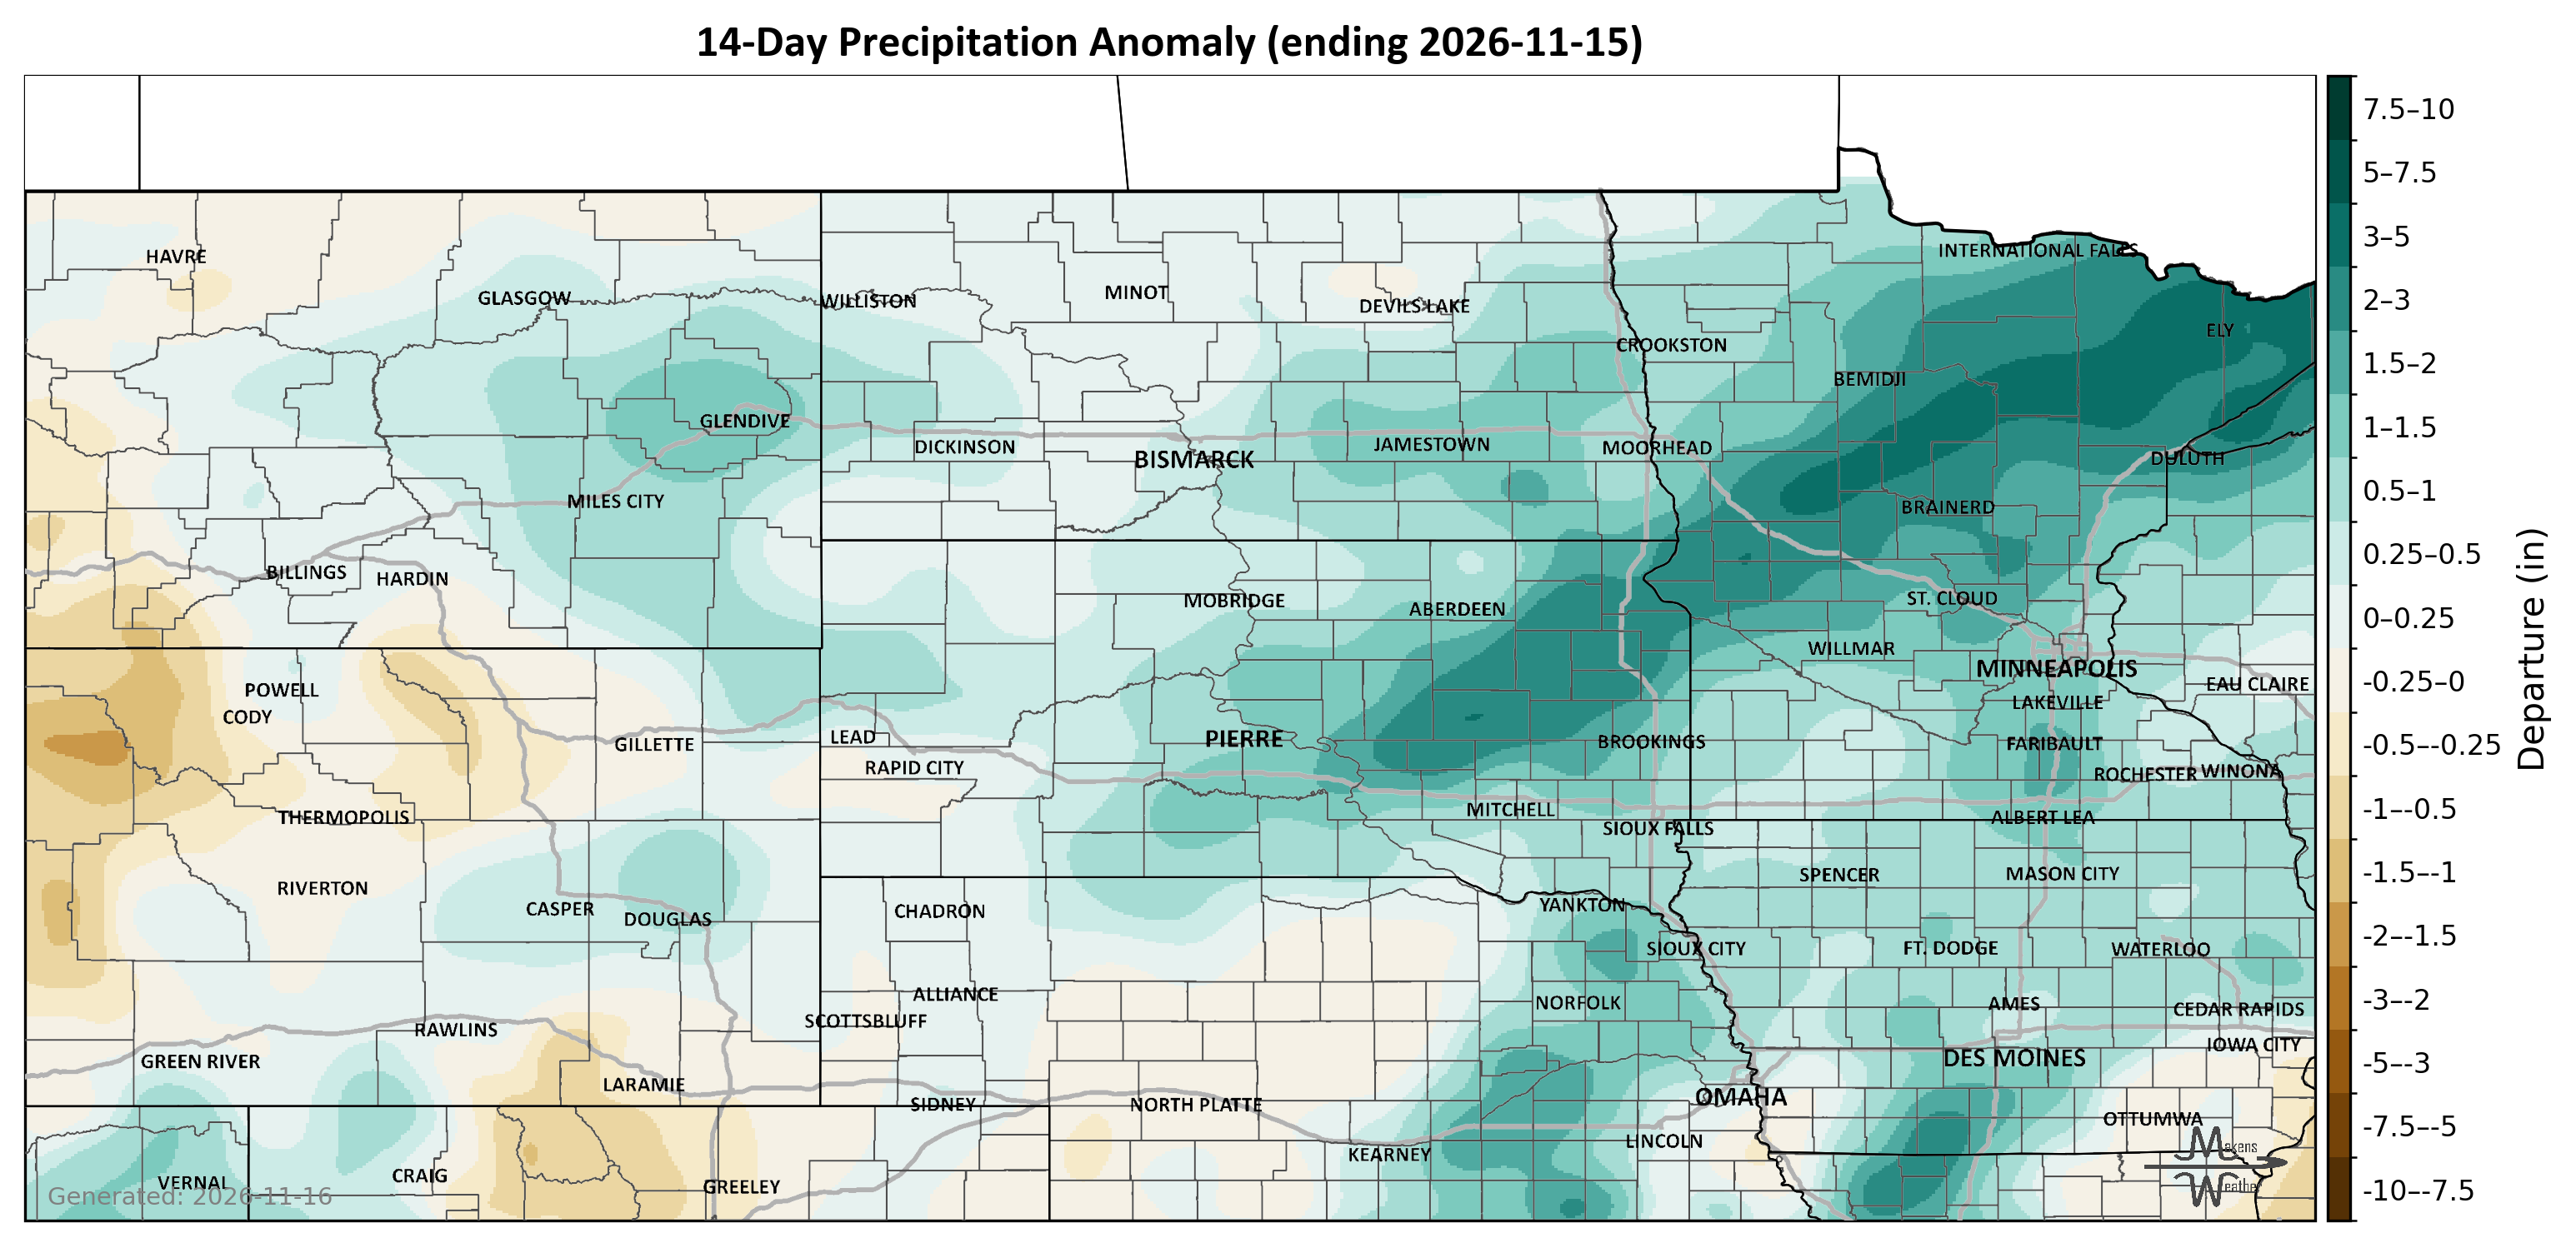 14-Day Precipitation Anomaly (ending 2026-11-15)
INTERNATIONAL FALLS
HAVRE
GLASGOW
WILLISTON
MINOT
DEVILS LAKE
ELY
CROOKSTON
BEMIDJI
GLENDIVE
DICKINSON
BISMARCK
JAMESTOWN
MOORHEAD
DULUTH
MILES CITY
BRAINERD
BILLINGS
HARDIN
MOBRIDGE
ABERDEEN
ST. CLOUD
WILLMAR
MINNEAPOLIS
EAU CLAIRE
POWELL
CODY
LAKEVILLE
GILLETTE
LEAD
PIERRE
BROOKINGS
FARIBAULT
RAPID CITY
ROCHESTER
WINONA
THERMOPOLIS
MITCHELL
ALBERT LEA
SIOUX FALLS
RIVERTON
SPENCER
MASON CITY
CASPER
DOUGLAS
CHADRON
YANKTON
SIOUX CITY
FT. DODGE
WATERLOO
ALLIANCE
NORFOLK
AMES
CEDAR RAPIDS
SCOTTSBLUFF
RAWLINS
IOWA CITY
GREEN RIVER
DES MOINES
LARAMIE
OMAHA
SIDNEY
NORTH PLATTE
OTTUMWA
LINCOLN
KEARNEY
VERNAL
CRAIG
GREELEY
Generated: 2026-11-16
Makens
Weather
7.5–10
5–7.5
3–5
2–3
1.5–2
1–1.5
0.5–1
0.25–0.5
0–0.25
-0.25–0
-0.5–-0.25
-1–-0.5
-1.5–-1
-2–-1.5
-3–-2
-5–-3
-7.5–-5
-10–-7.5
Departure (in)